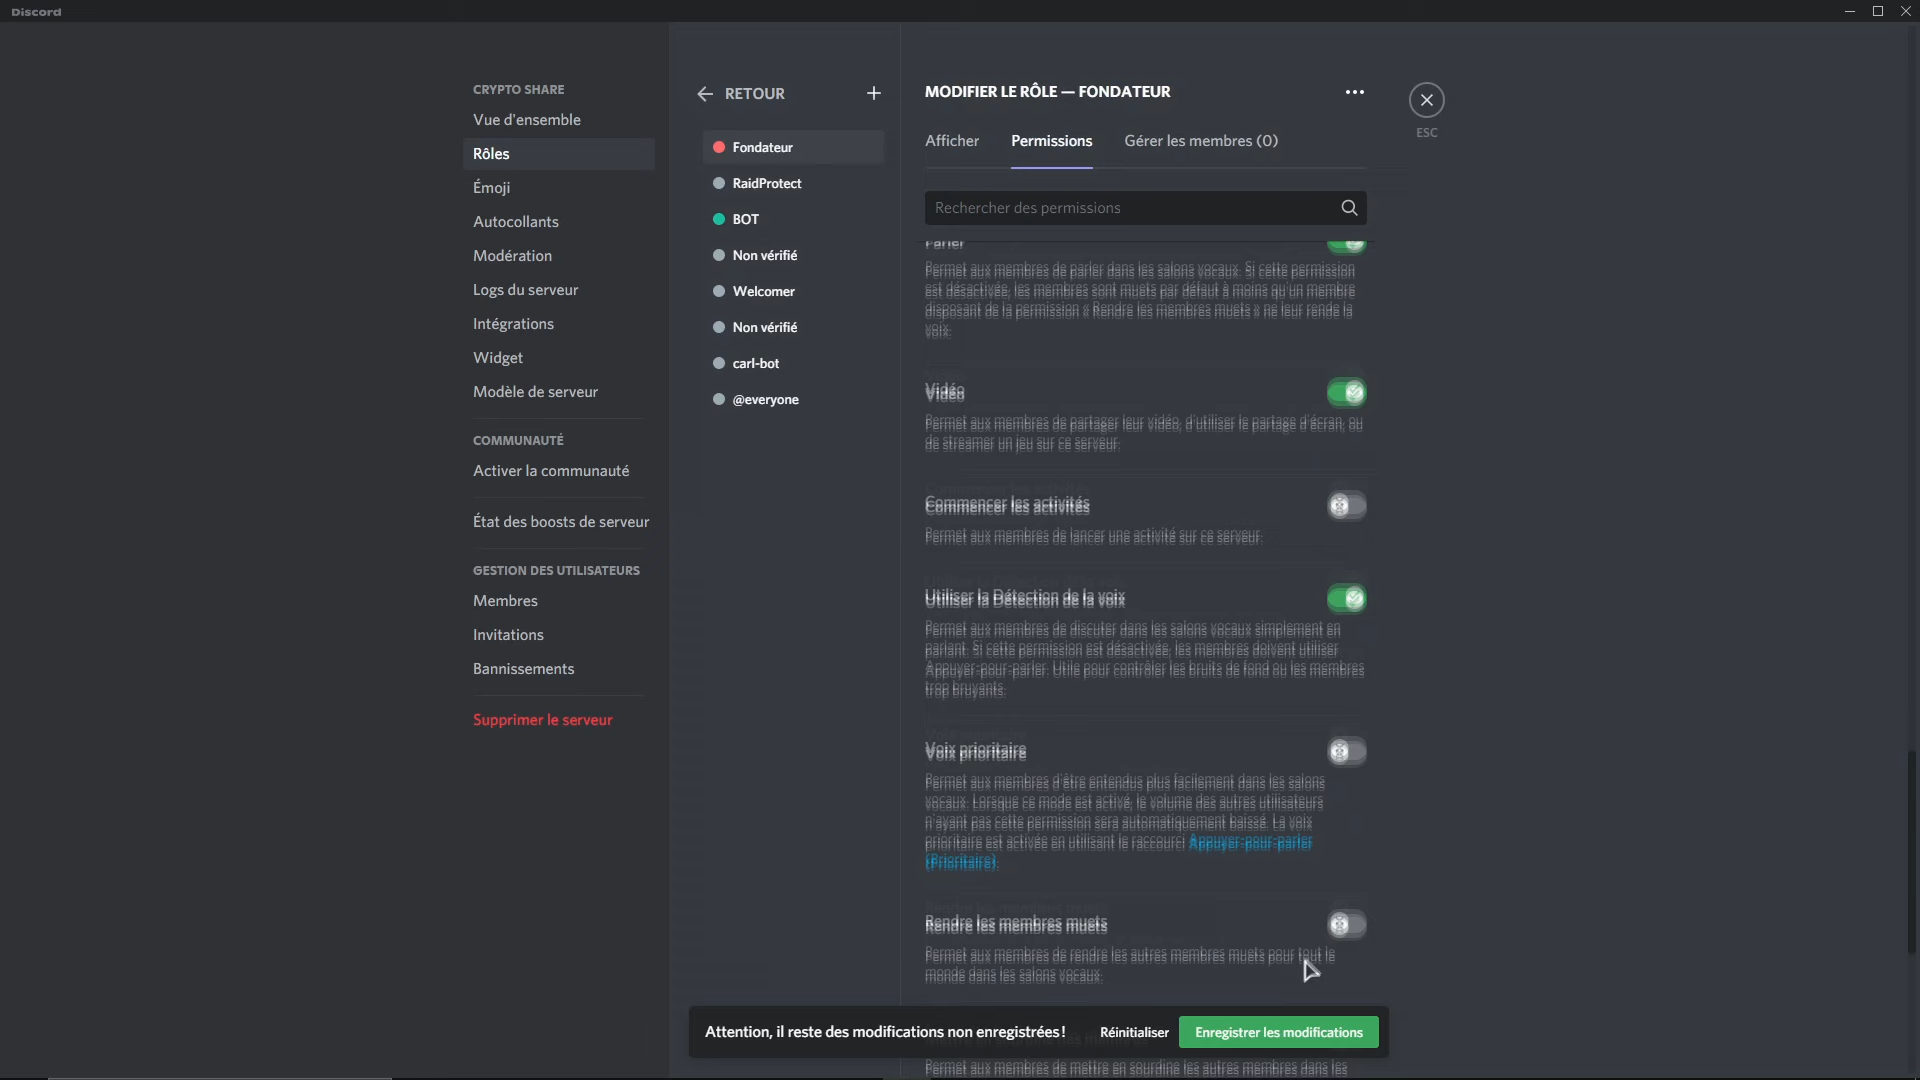 Discord
CRYPTO SHARE
Vue d'ensemble
Rôles
Émoji
Autocollants
Modération
Logs du serveur
Intégrations
Widget
Modèle de serveur
COMMUNAUTÉ
Activer la communauté
État des boosts de serveur
GESTION DES UTILISATEURS
Membres
Invitations
Bannissements
Supprimer le serveur
RETOUR
Fondateur
RaidProtect
BOT
Non vérifié
Welcomer
Non vérifié
carl-bot
@everyone
MODIFIER LE RÔLE — FONDATEUR
ESC
Afficher Permissions Gérer les membres (0)
Rechercher des permissions
Parler
Permet aux membres de parler dans les salons vocaux. Si cette permission
est désactivée, les membres sont muets par défaut à moins qu'un membre
disposant de la permission « Rendre les membres muets » ne leur rende la
voix.
Vidéo
Permet aux membres de partager leur vidéo, d'utiliser le partage d'écran, ou
de streamer un jeu sur ce serveur.
Commencer les activités
Permet aux membres de lancer une activité sur ce serveur.
Utiliser la Détection de la voix
Permet aux membres de discuter dans les salons vocaux simplement en
parlant. Si cette permission est désactivée, les membres doivent utiliser
Appuyer-pour-parler. Utile pour contrôler les bruits de fond ou les membres
trop bruyants.
Voix prioritaire
Permet aux membres d'être entendus plus facilement dans les salons
vocaux. Lorsque ce mode est activé, le volume des autres utilisateurs
n'ayant pas cette permission sera automatiquement baissé. La voix
prioritaire est activée en utilisant le raccourci Appuyer-pour-parler
(Prioritaire).
Rendre les membres muets
Permet aux membres de rendre les autres membres muets pour tout le
monde dans les salons vocaux.
Attention, il reste des modifications non enregistrées !
Réinitialiser
Enregistrer les modifications
Permet aux membres de mettre en sourdine les autres membres dans les